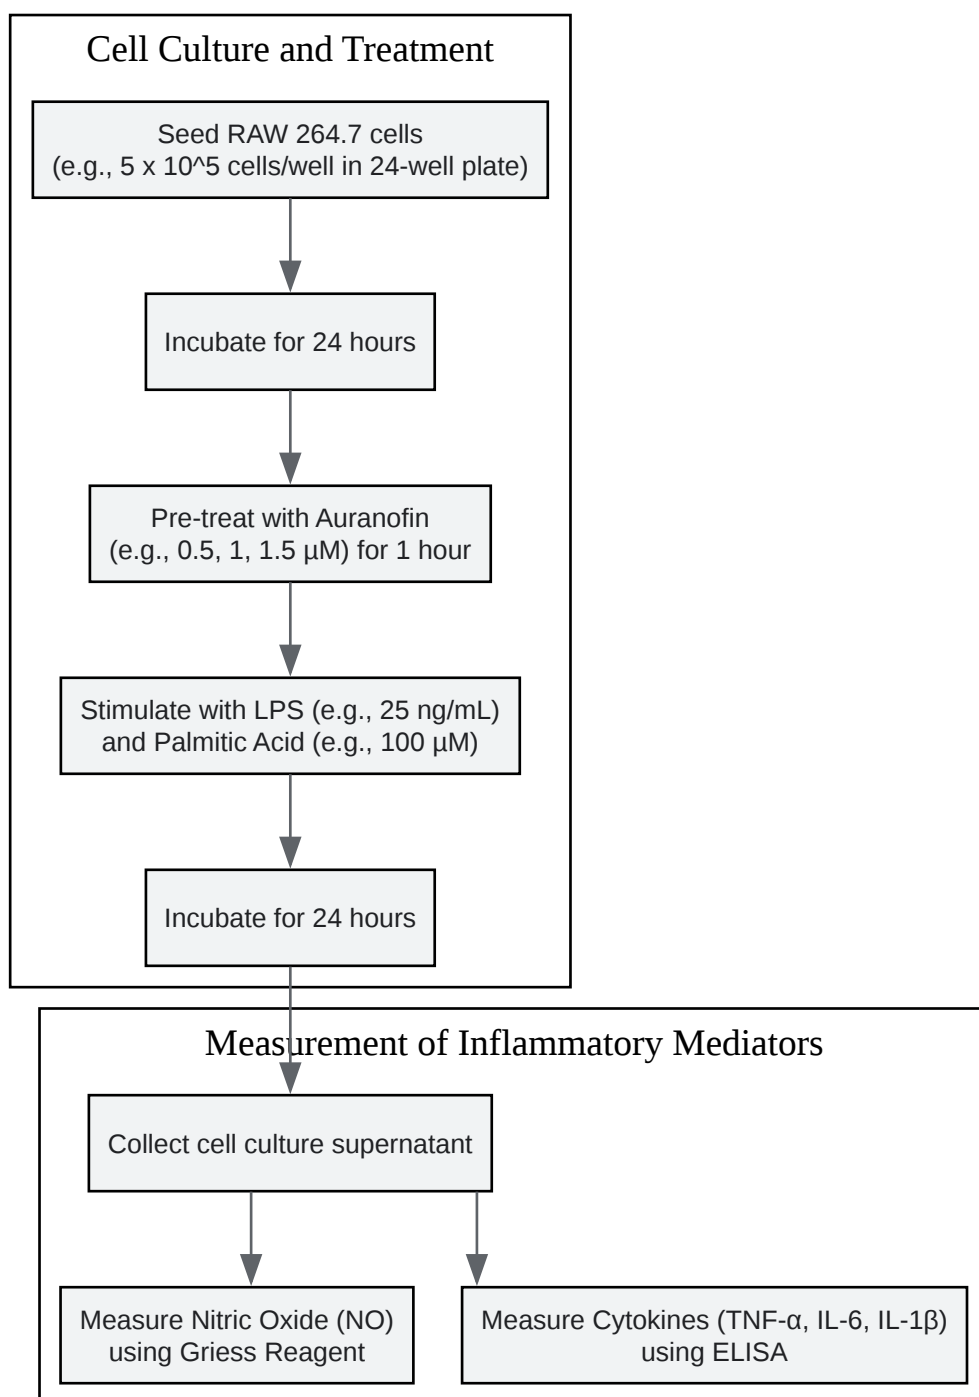 Cell Culture and Treatment
Seed RAW 264.7 cells
(e.g., 5 x 10^5 cells/well in 24-well plate)
Incubate for 24 hours
Pre-treat with Auranofin
(e.g., 0.5, 1, 1.5 µM) for 1 hour
Stimulate with LPS (e.g., 25 ng/mL)
and Palmitic Acid (e.g., 100 µM)
Incubate for 24 hours
Measurement of Inflammatory Mediators
Collect cell culture supernatant
Measure Nitric Oxide (NO)
using Griess Reagent
Measure Cytokines (TNF-α, IL-6, IL-1β)
using ELISA